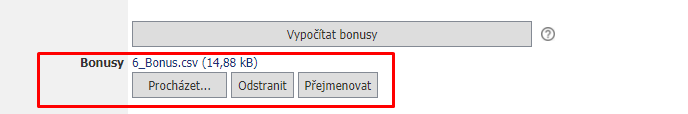 Vypočítat bonusy
Bonusy 6_Bonus.csv (14,88 kB)
Procházet... Odstranit Přejmenovat